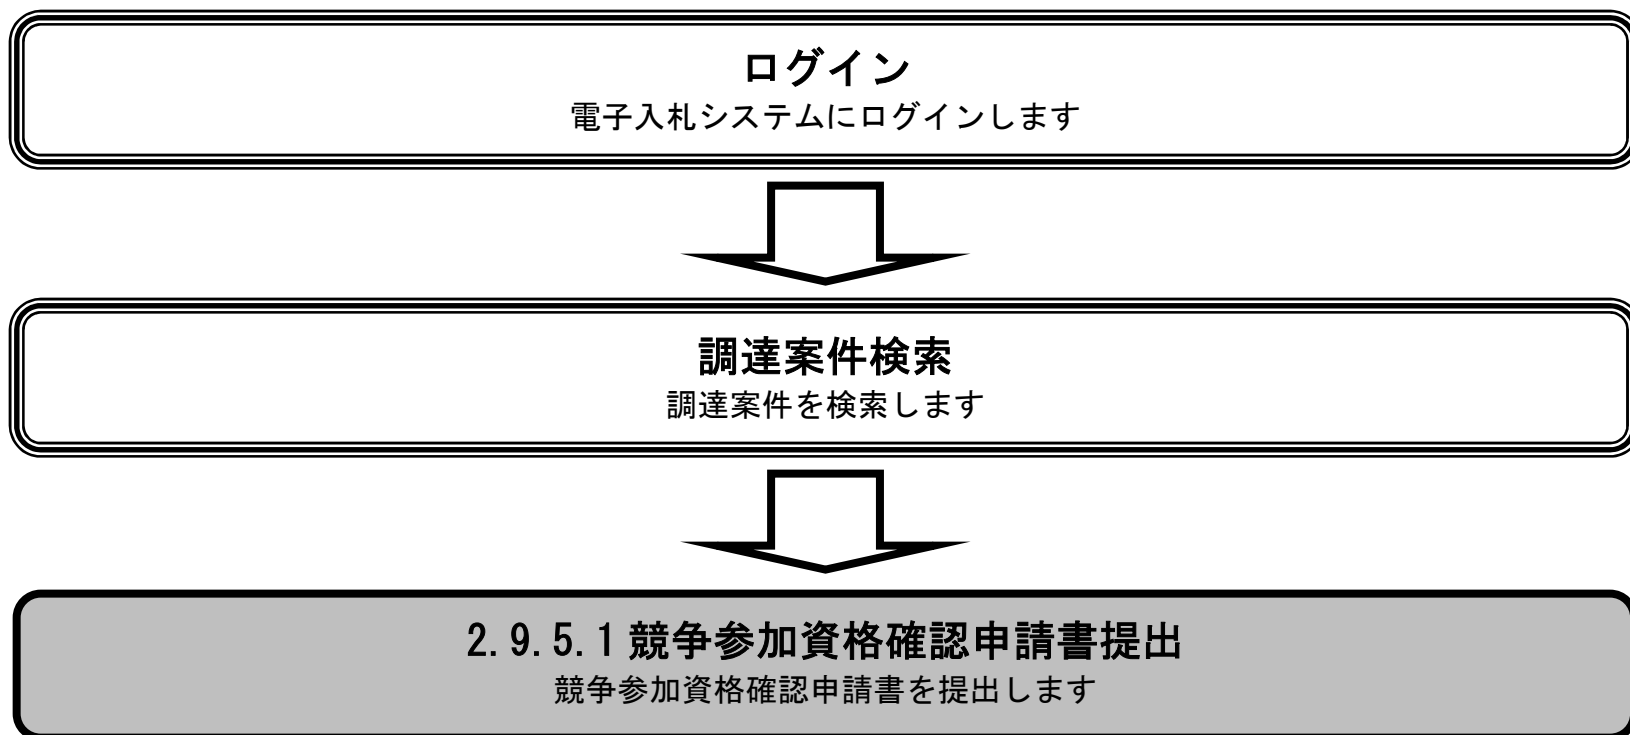 ログイン
電子入札システムにログインします
調達案件検索
調達案件を検索します
2.9.5.1 競争参加資格確認申請書提出
競争参加資格確認申請書を提出します